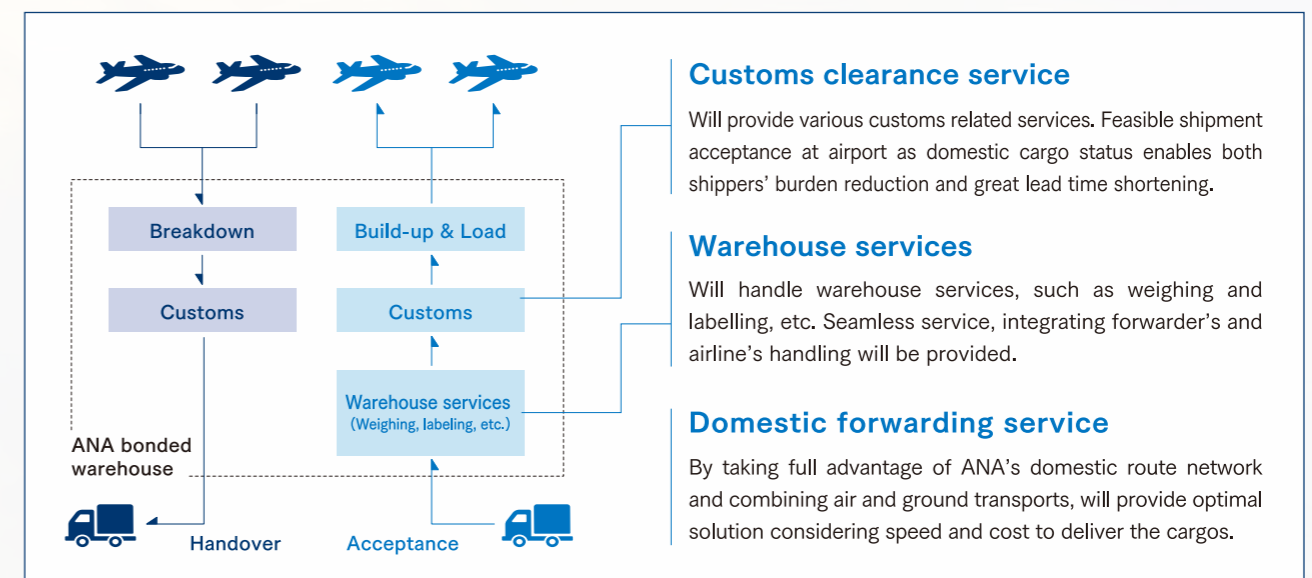 Breakdown
Customs
Build-up & Load
Customs
Warehouse services
(Weighing, labeling, etc.)
ANA bonded
warehouse
Handover
Acceptance
Customs clearance service
Will provide various customs related services. Feasible shipment
acceptance at airport as domestic cargo status enables both
shippers’ burden reduction and great lead time shortening.
Warehouse services
Will handle warehouse services, such as weighing and
labelling, etc. Seamless service, integrating forwarder’s and
airline’s handling will be provided.
Domestic forwarding service
By taking full advantage of ANA’s domestic route network
and combining air and ground transports, will provide optimal
solution considering speed and cost to deliver the cargos.